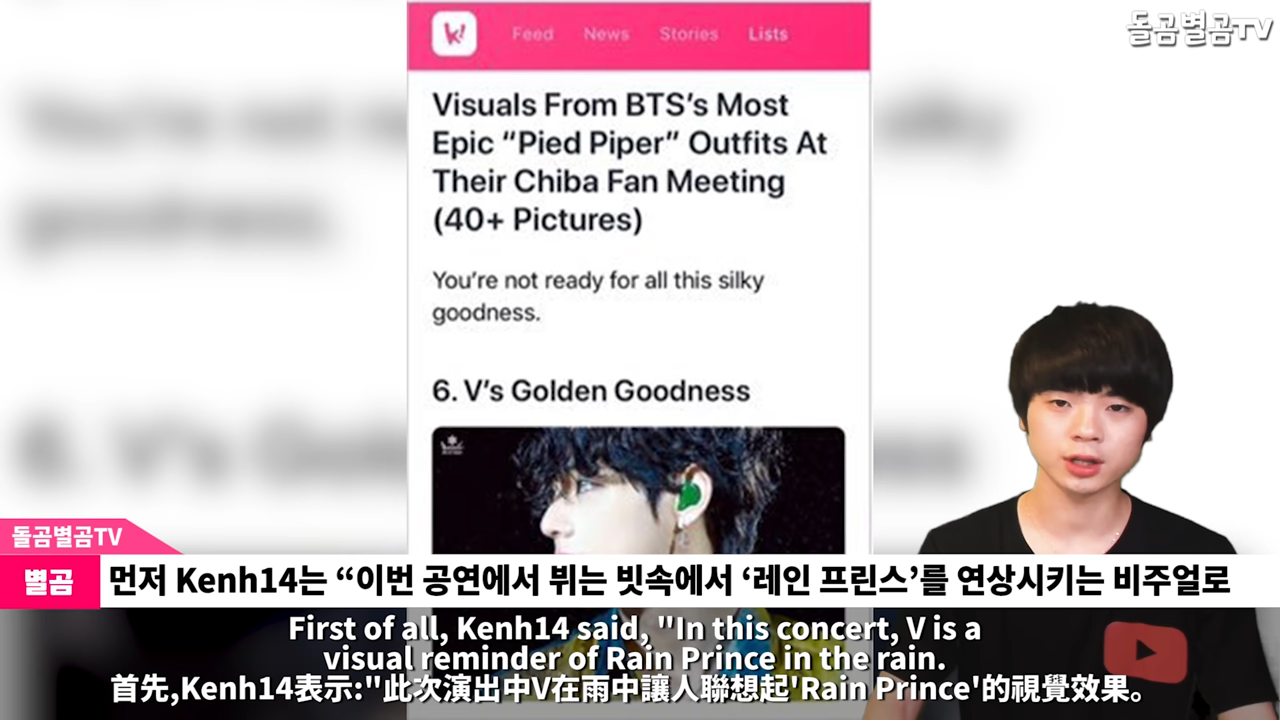 돌곰별곰TV
k!
Feed News Stories Lists
Visuals From BTS’s Most
Epic “Pied Piper” Outfits At
Their Chiba Fan Meeting
(40+ Pictures)
You’re not ready for all this silky
goodness.
6. V’s Golden Goodness
돌곰별곰TV
별곰
먼저 Kenh14는 “이번 공연에서 뷔는 빗속에서 ‘레인 프린스’를 연상시키는 비주얼로
First of all, Kenh14 said, "In this concert, V is a
visual reminder of Rain Prince in the rain.
首先,Kenh14表示:"此次演出中V在雨中讓人聯想起'Rain Prince'的視覺效果。